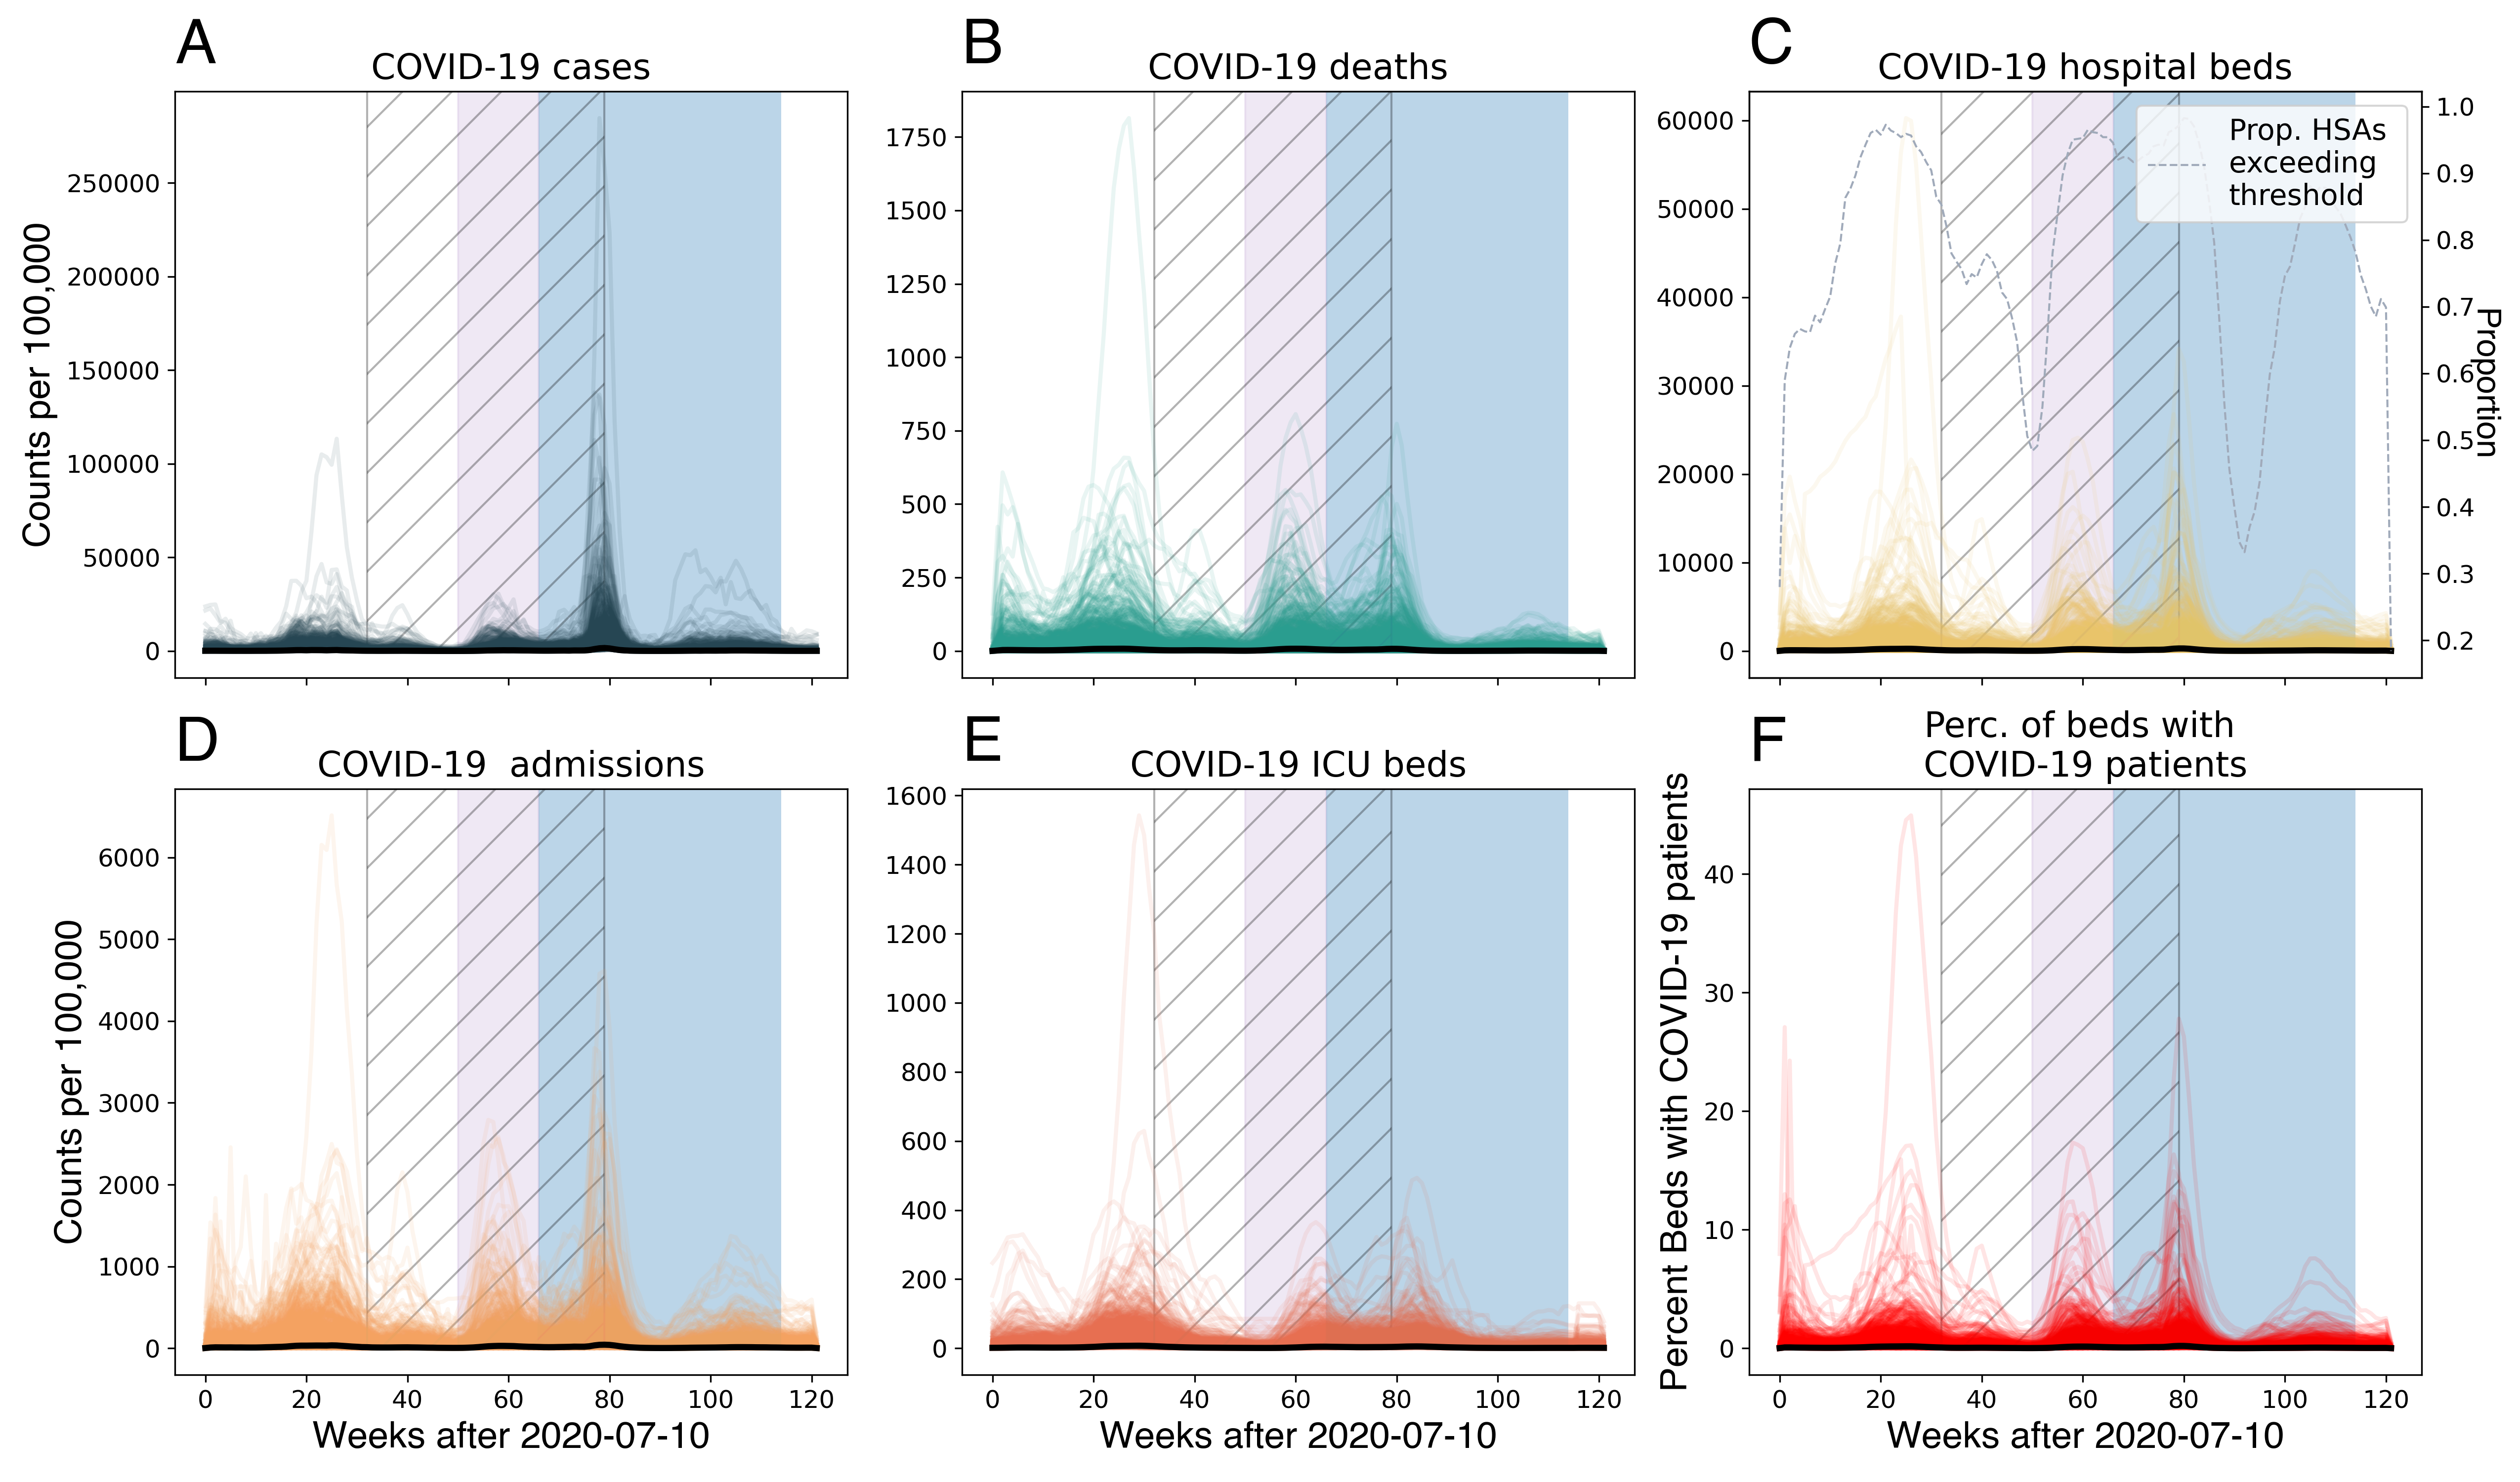 A
COVID-19 cases
Counts per 100,000
250000
200000
150000
100000
50000
0
B
COVID-19 deaths
1750
1500
1250
1000
750
500
250
0
C
COVID-19 hospital beds
60000
50000
40000
30000
20000
10000
0
Prop. HSAs
exceeding
threshold
1.0
0.9
0.8
0.7
0.6
0.5
0.4
0.3
0.2
Proportion
D
COVID-19  admissions
Counts per 100,000
6000
5000
4000
3000
2000
1000
0
0 20 40 60 80 100 120
Weeks after 2020-07-10
E
COVID-19 ICU beds
1600
1400
1200
1000
800
600
400
200
0
0 20 40 60 80 100 120
Weeks after 2020-07-10
F
Perc. of beds with
COVID-19 patients
Percent Beds with COVID-19 patients
40
30
20
10
0
0 20 40 60 80 100 120
Weeks after 2020-07-10